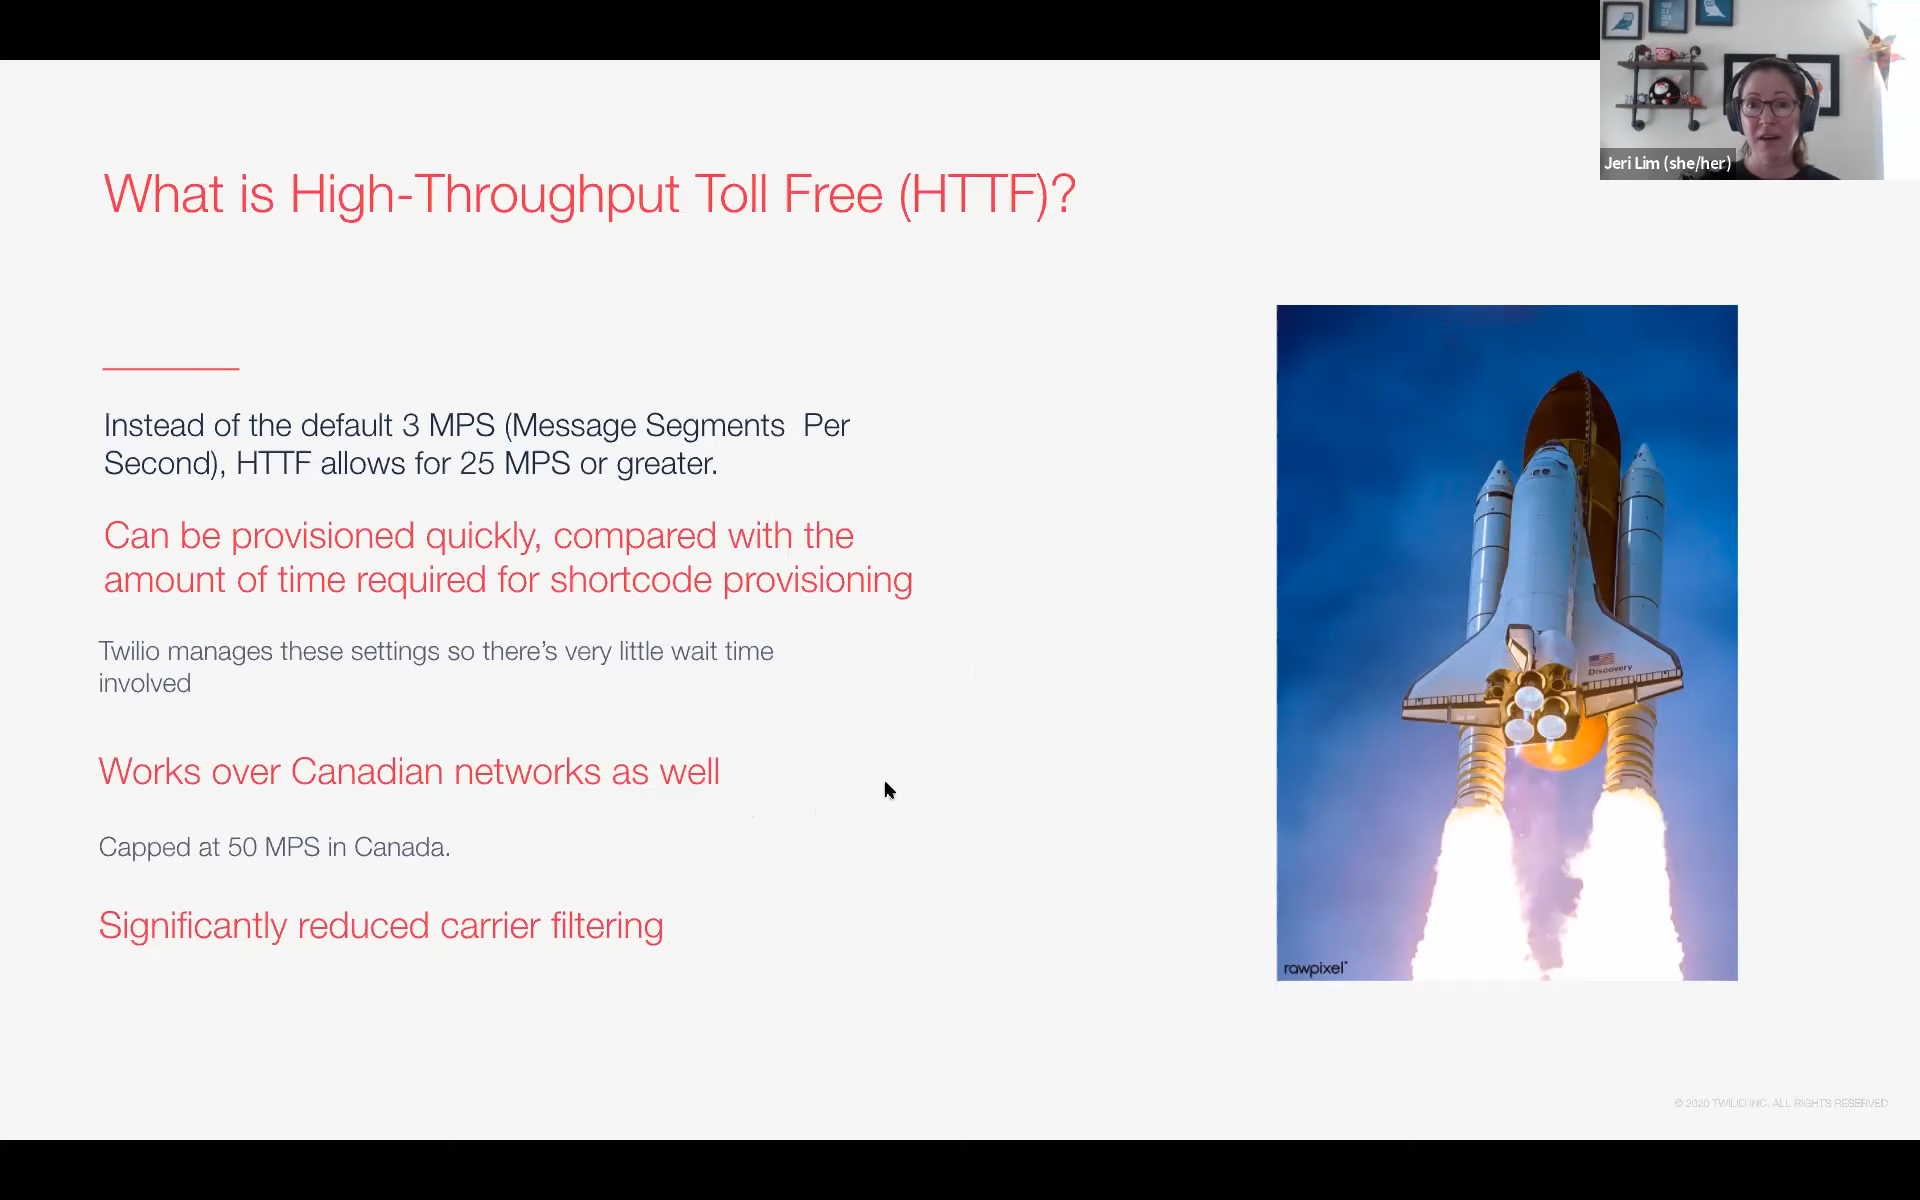 Jeri Lim (she/her)
What is High-Throughput Toll Free (HTTF)?
Instead of the default 3 MPS (Message Segments  Per
Second), HTTF allows for 25 MPS or greater.
Can be provisioned quickly, compared with the
amount of time required for shortcode provisioning
Twilio manages these settings so there's very little wait time
involved
Works over Canadian networks as well
Capped at 50 MPS in Canada.
Significantly reduced carrier filtering
Discovery
rawpixel
© 2020 TWILIO INC. ALL RIGHTS RESERVED